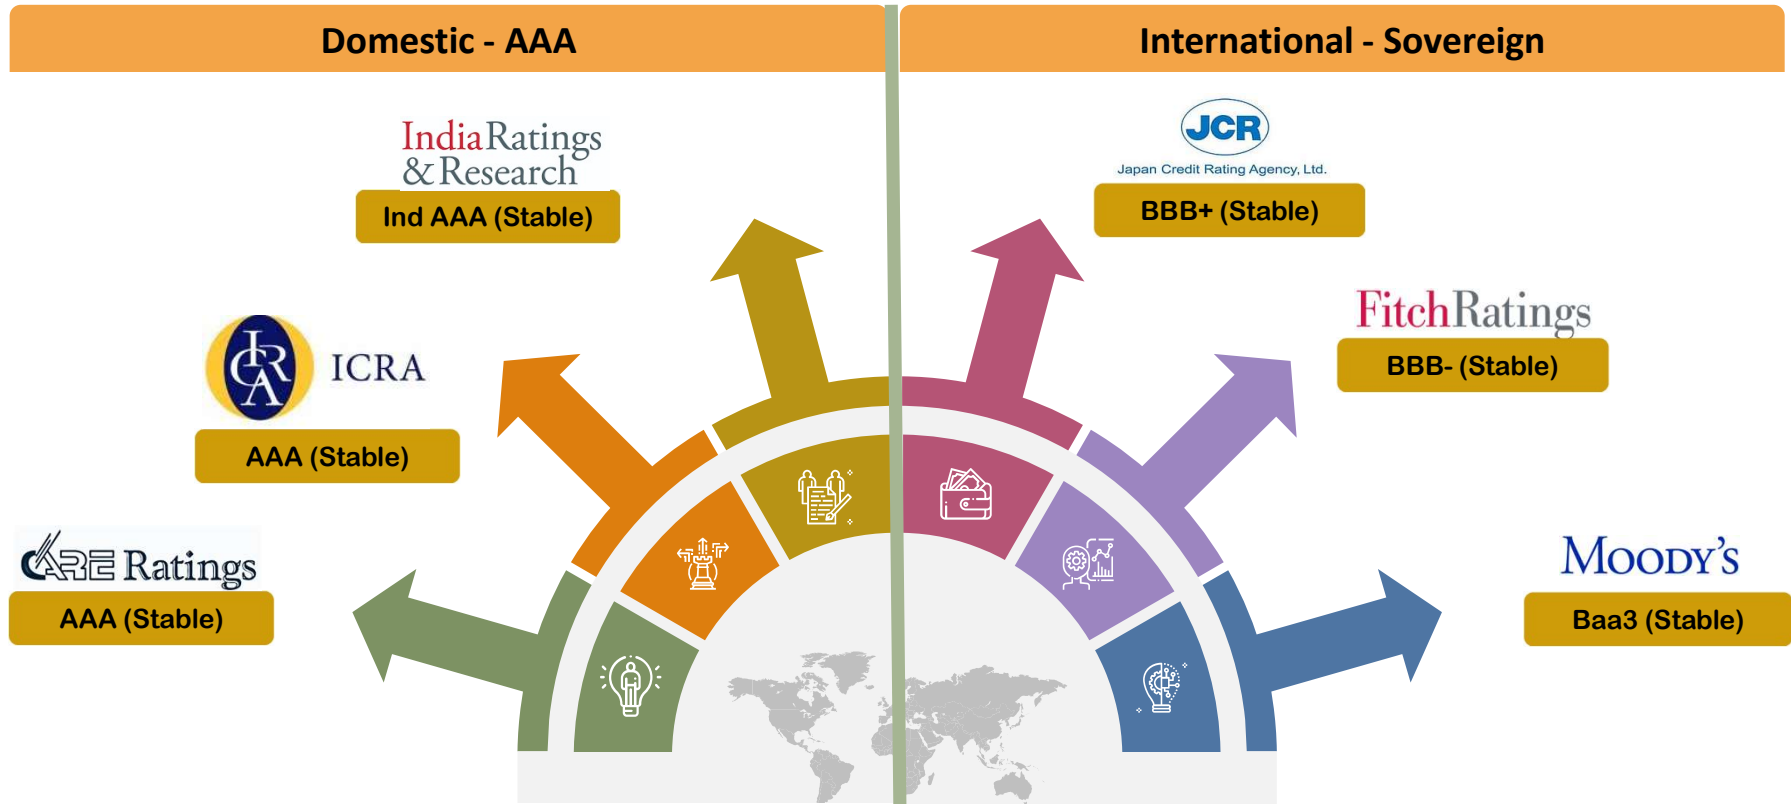 Domestic - AAA
India Ratings
& Research
Ind AAA (Stable)
ICRA
ICRA
AAA (Stable)
CARE Ratings
AAA (Stable)
International - Sovereign
JCR
Japan Credit Rating Agency, Ltd.
BBB+ (Stable)
FitchRatings
BBB- (Stable)
MOODY'S
Baa3 (Stable)